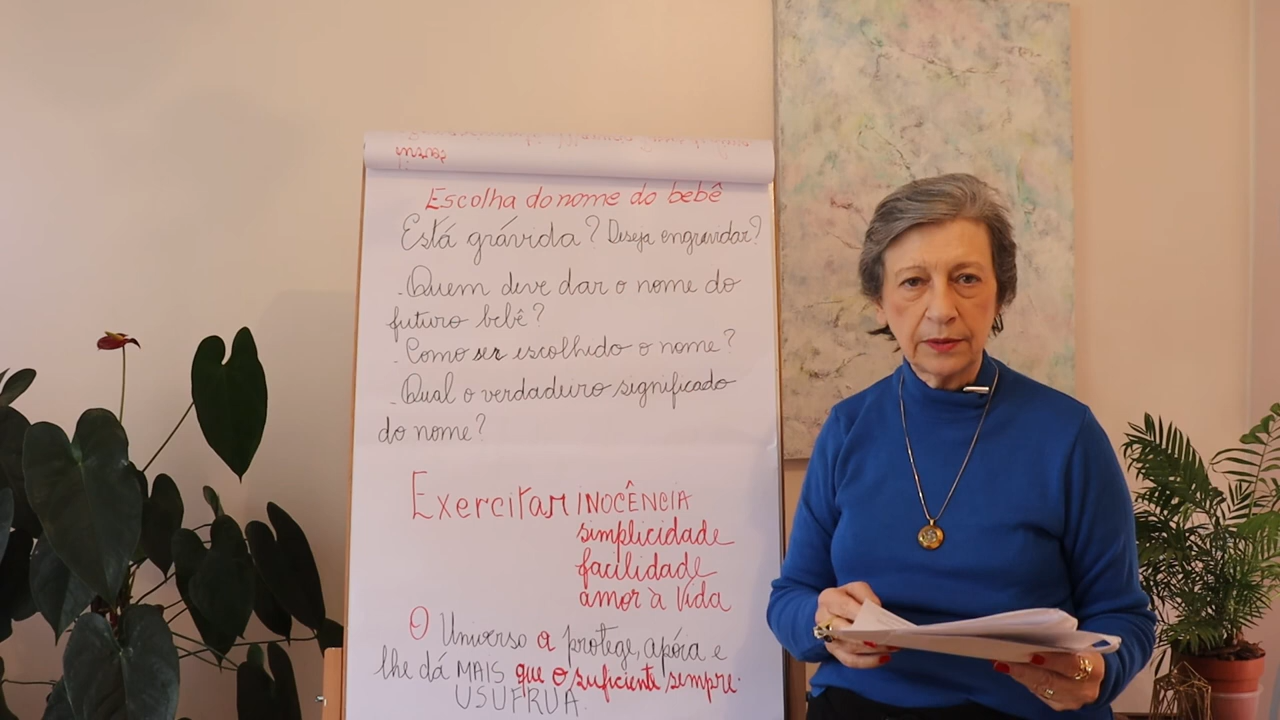 Escolha do nome do bebê
Está grávida? Deseja engravidar?
- Quem deve dar o nome do
futuro bebê?
- Como ser escolhido o nome?
- Qual o verdadeiro significado
do nome?
Exercitar INOCÊNCIA
simplicidade
facilidade
amor à Vida
O Universo a protege, apóia e
lhe dá MAIS que o suficiente sempre.
USUFRUA.